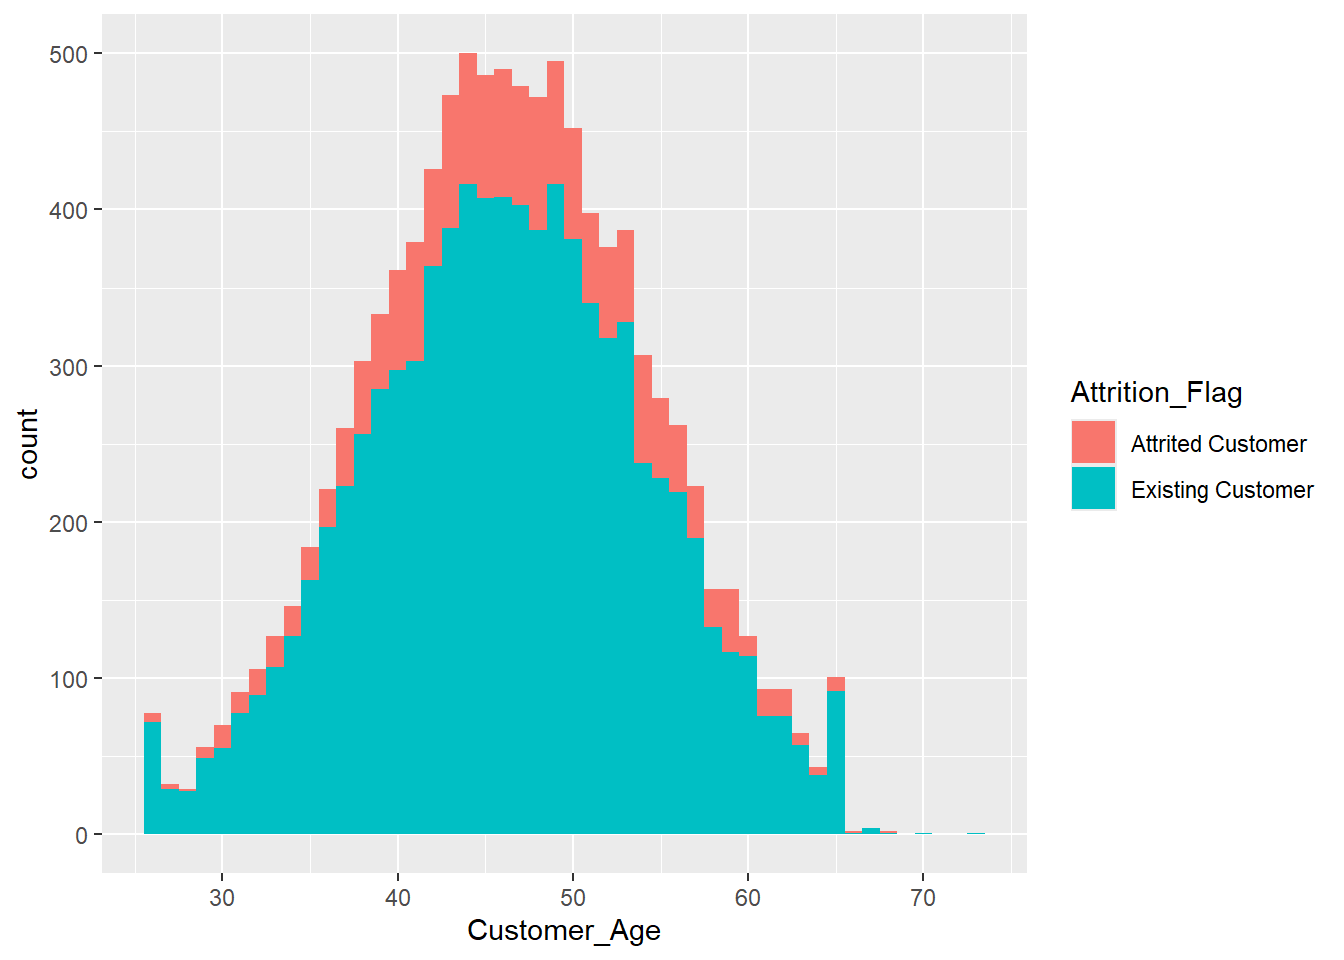 500
400
300
200
100
0
count
30 40 50 60 70
Customer_Age
Attrition_Flag
Attrited Customer
Existing Customer